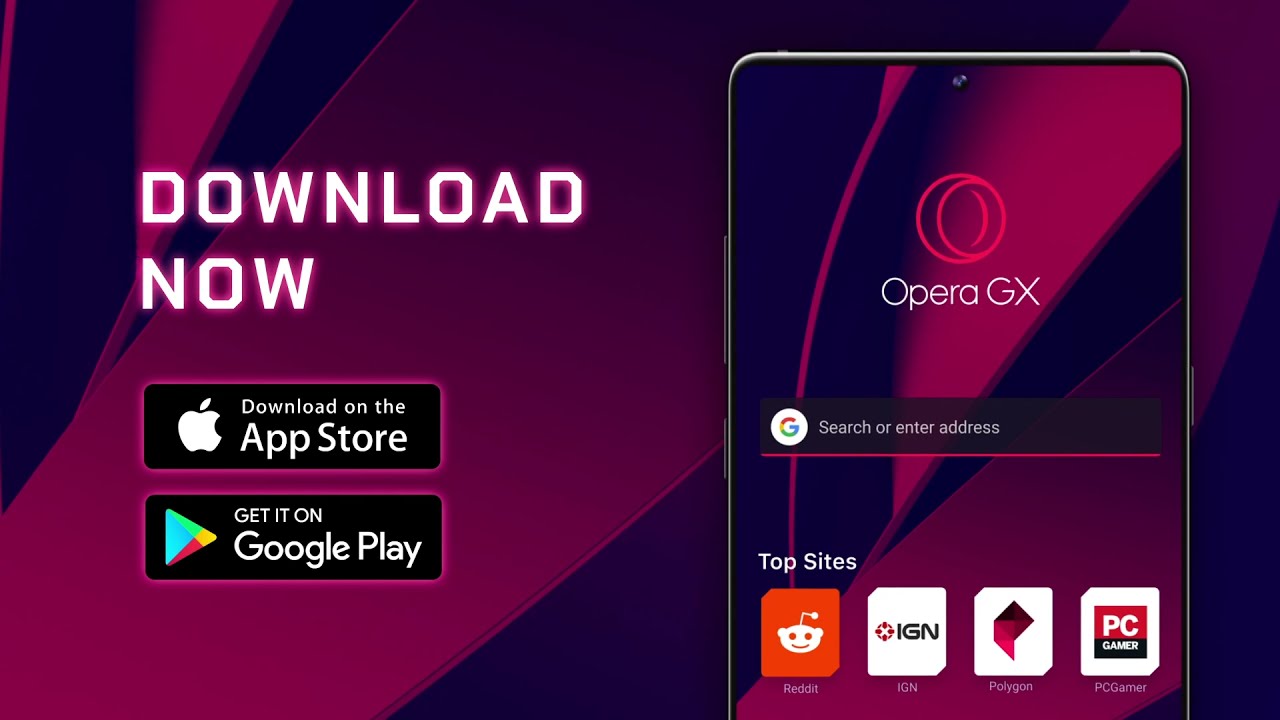 DOWNLOAD
NOW
Download on the
App Store
GET IT ON
Google Play
Opera GX
Search or enter address
Top Sites
IGN
PC
GAMER
Reddit
IGN
Polygon
PCGamer